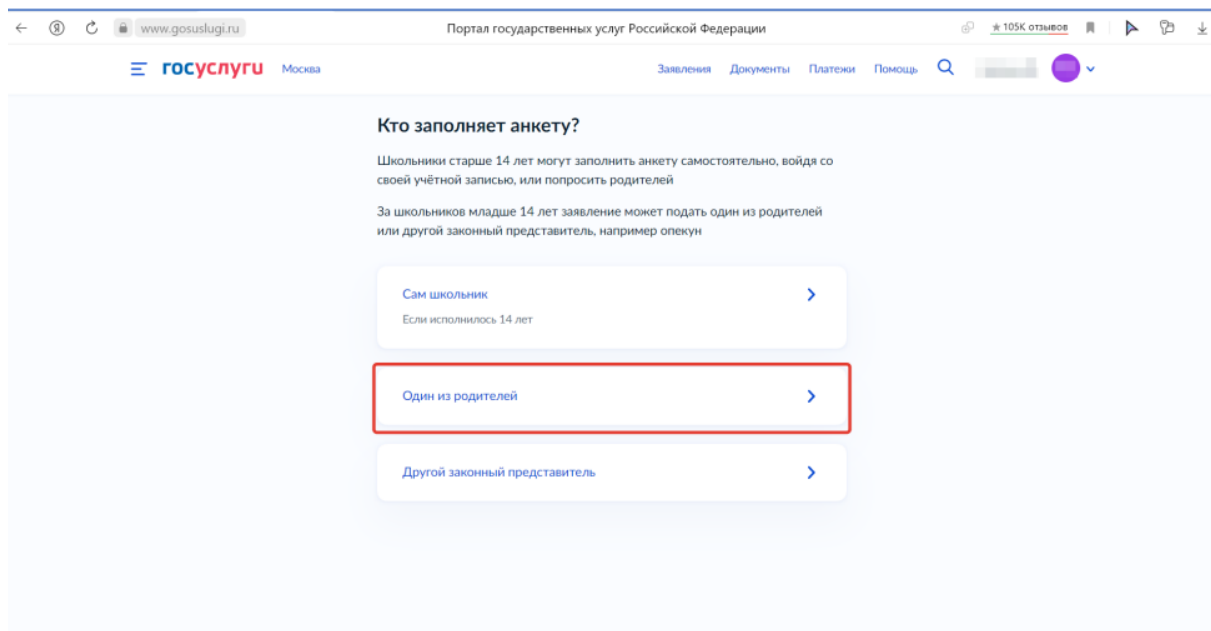 www.gosuslugi.ru Портал государственных услуг Российской Федерации ★ 105K отзывов
госуслуги Москва Заявления Документы Платежи Помощь
Кто заполняет анкету?
Школьники старше 14 лет могут заполнить анкету самостоятельно, войдя со
своей учётной записью, или попросить родителей
За школьников младше 14 лет заявление может подать один из родителей
или другой законный представитель, например опекун
Сам школьник
Если исполнилось 14 лет
Один из родителей
Другой законный представитель